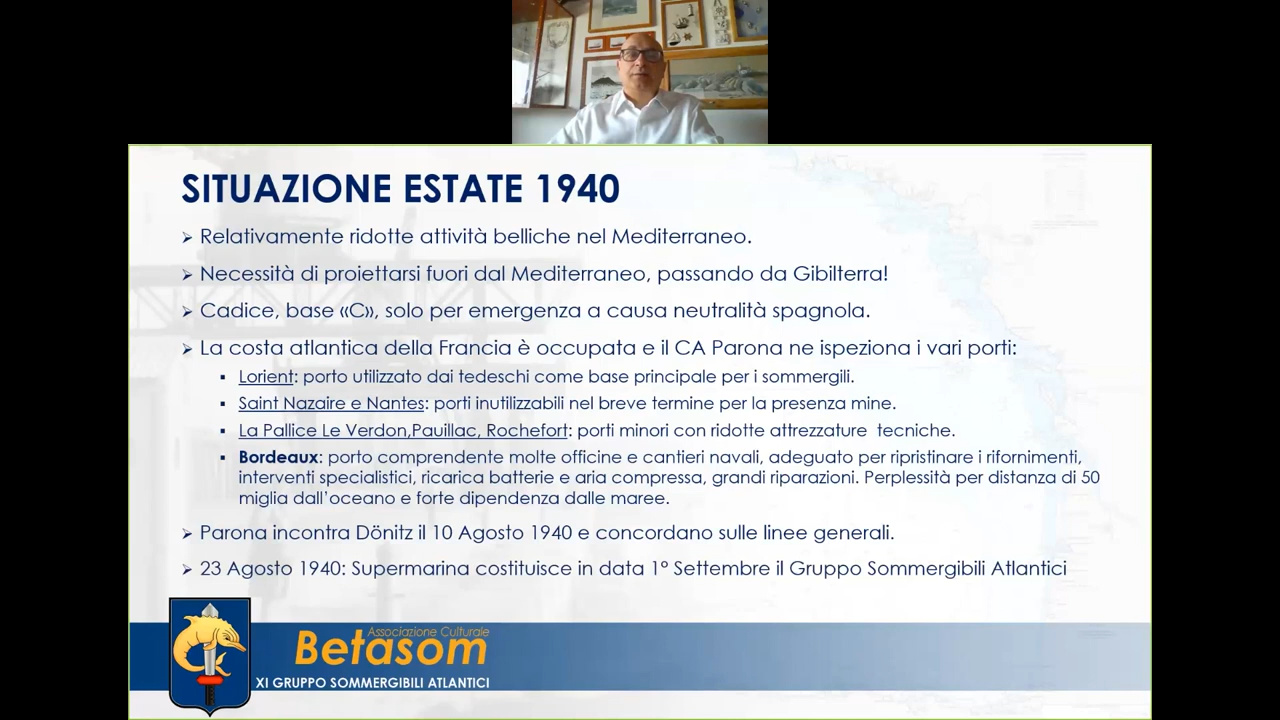 SITUAZIONE ESTATE 1940
➢ Relativamente ridotte attività belliche nel Mediterraneo.
➢ Necessità di proiettarsi fuori dal Mediterraneo, passando da Gibilterra!
➢ Cadice, base «C», solo per emergenza a causa neutralità spagnola.
➢ La costa atlantica della Francia è occupata e il CA Parona ne ispeziona i vari porti:
▪ Lorient: porto utilizzato dai tedeschi come base principale per i sommergili.
▪ Saint Nazaire e Nantes: porti inutilizzabili nel breve termine per la presenza mine.
▪ La Pallice Le Verdon,Pauillac, Rochefort: porti minori con ridotte attrezzature tecniche.
▪ Bordeaux: porto comprendente molte officine e cantieri navali, adeguato per ripristinare i rifornimenti,
interventi specialistici, ricarica batterie e aria compressa, grandi riparazioni. Perplessità per distanza di 50
miglia dall'oceano e forte dipendenza dalle maree.
➢ Parona incontra Dönitz il 10 Agosto 1940 e concordano sulle linee generali.
➢ 23 Agosto 1940: Supermarina costituisce in data 1° Settembre il Gruppo Sommergibili Atlantici
Associazione Culturale
Betasom
XI GRUPPO SOMMERGIBILI ATLANTICI